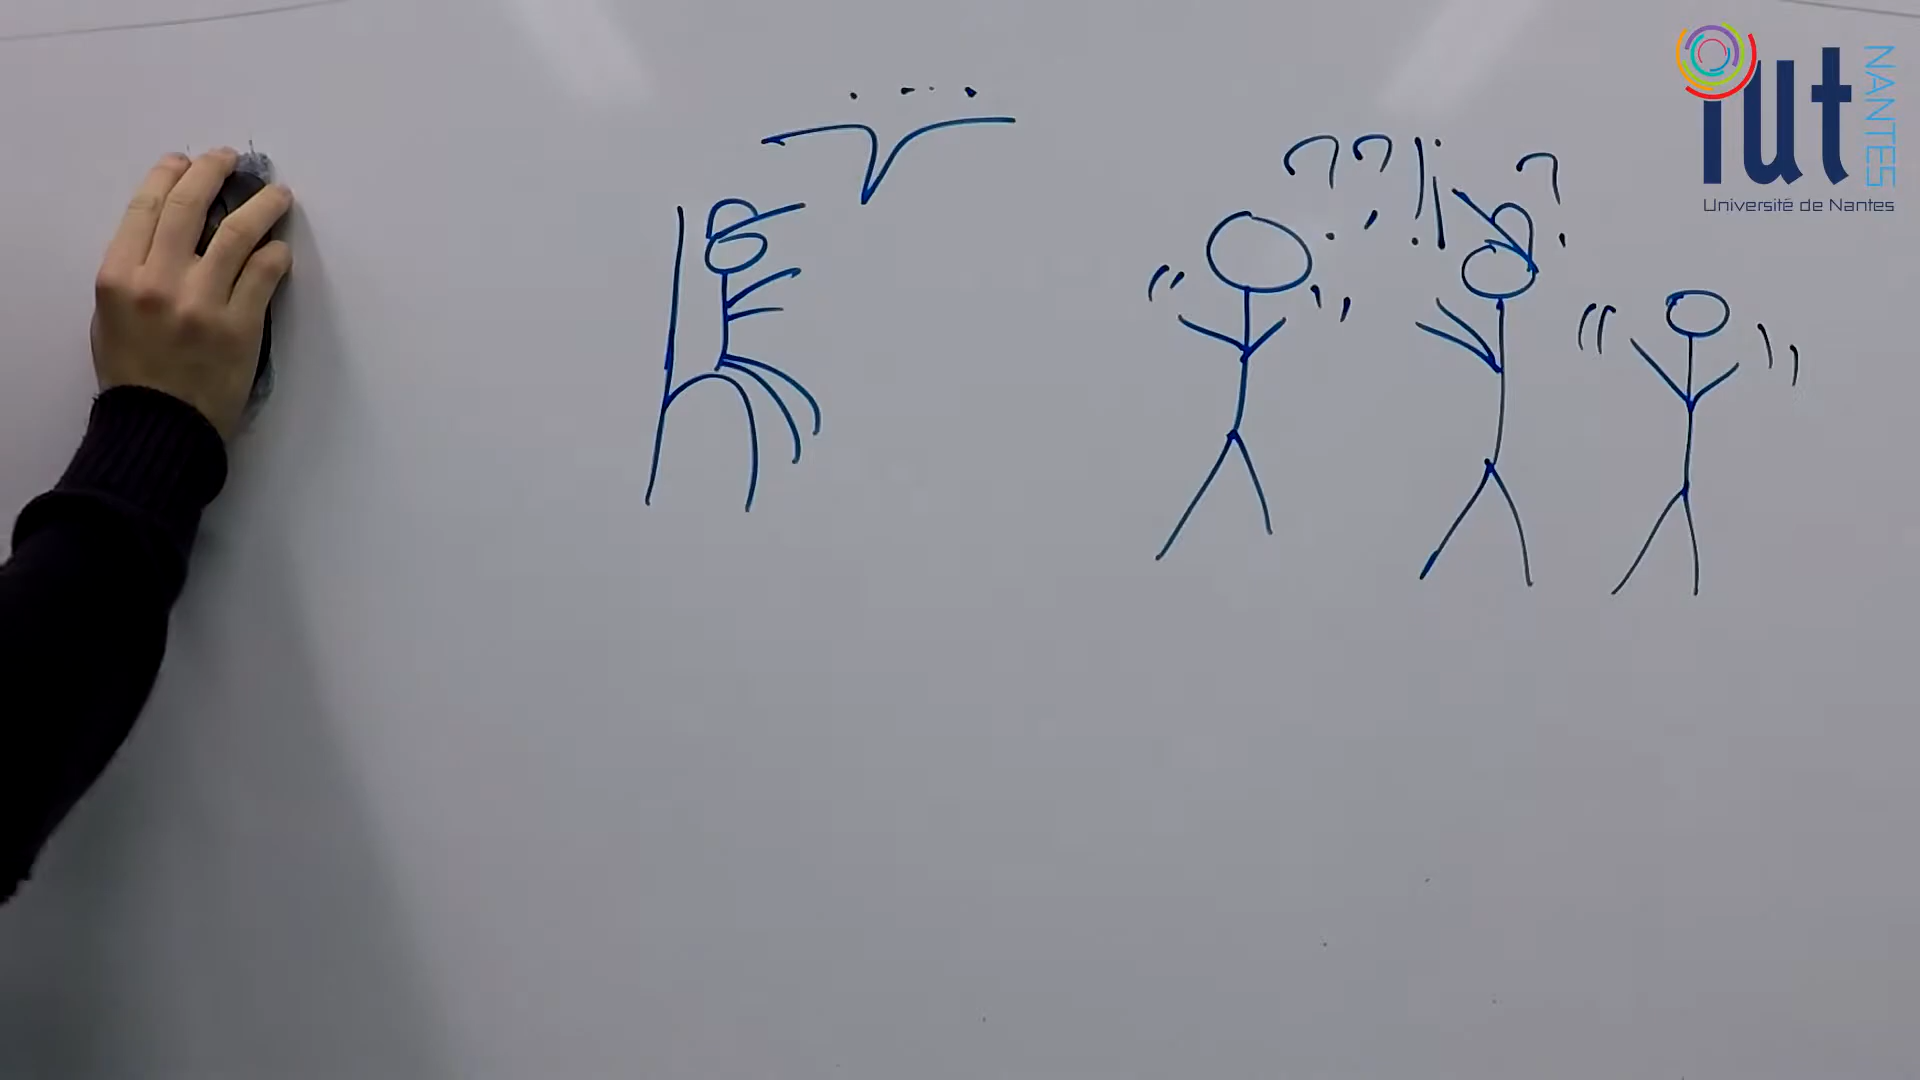 ....
? ? ! ! ?
iut
NANTES
Université de Nantes